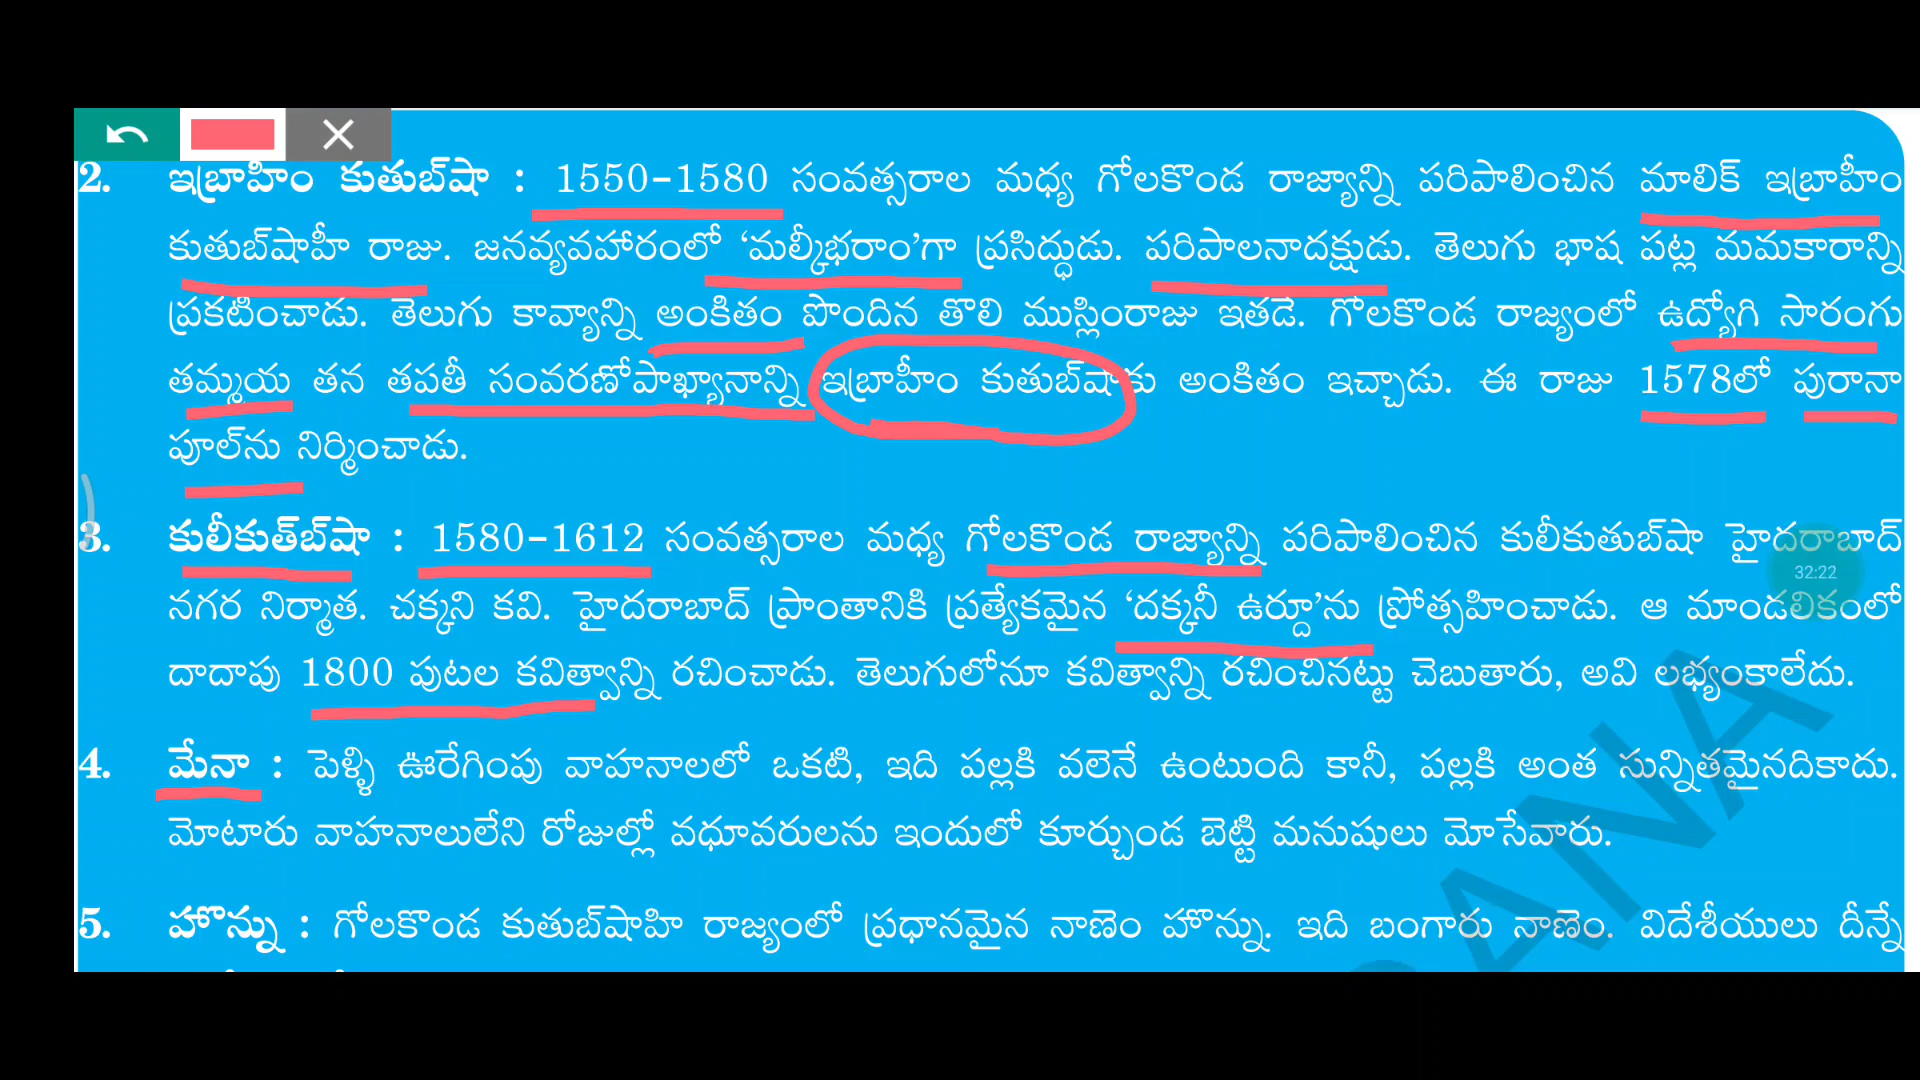 2. ఇబ్రాహిం కుతుబ్‌షా : 1550-1580 సంవత్సరాల మధ్య గోలకొండ రాజ్యాన్ని పరిపాలించిన మాలిక్ ఇబ్రాహీం
కుతుబ్‌షాహీ రాజు. జనవ్యవహారంలో ‘మల్కీభరాం’గా ప్రసిద్ధుడు. పరిపాలనాదక్షుడు. తెలుగు భాష పట్ల మమకారాన్ని
ప్రకటించాడు. తెలుగు కావ్యాన్ని అంకితం పొందిన తొలి ముస్లింరాజు ఇతడే. గోలకొండ రాజ్యంలో ఉద్యోగి సారంగు
తమ్మయ తన తపతీ సంవరణోపాఖ్యానాన్ని ఇబ్రాహీం కుతుబ్‌షాకు అంకితం ఇచ్చాడు. ఈ రాజు 1578లో పురానా
పూల్‌ను నిర్మించాడు.
3. కులీకుత్‌బ్‌షా : 1580-1612 సంవత్సరాల మధ్య గోలకొండ రాజ్యాన్ని పరిపాలించిన కులీకుతుబ్‌షా హైదరాబాద్
32:22
నగర నిర్మాత. చక్కని కవి. హైదరాబాద్ ప్రాంతానికి ప్రత్యేకమైన ‘దక్కనీ ఉర్దూ’ను ప్రోత్సహించాడు. ఆ మాండలికంలో
దాదాపు 1800 పుటల కవిత్వాన్ని రచించాడు. తెలుగులోనూ కవిత్వాన్ని రచించినట్టు చెబుతారు, అవి లభ్యంకాలేదు.
4. మేనా : పెళ్ళి ఊరేగింపు వాహనాలలో ఒకటి, ఇది పల్లకి వలెనే ఉంటుంది కానీ, పల్లకి అంత సున్నితమైనదికాదు.
మోటారు వాహనాలులేని రోజుల్లో వధూవరులను ఇందులో కూర్చుండ బెట్టి మనుషులు మోసేవారు.
5. హొన్ను : గోలకొండ కుతుబ్‌షాహి రాజ్యంలో ప్రధానమైన నాణెం హొన్ను. ఇది బంగారు నాణెం. విదేశీయులు దీన్నే